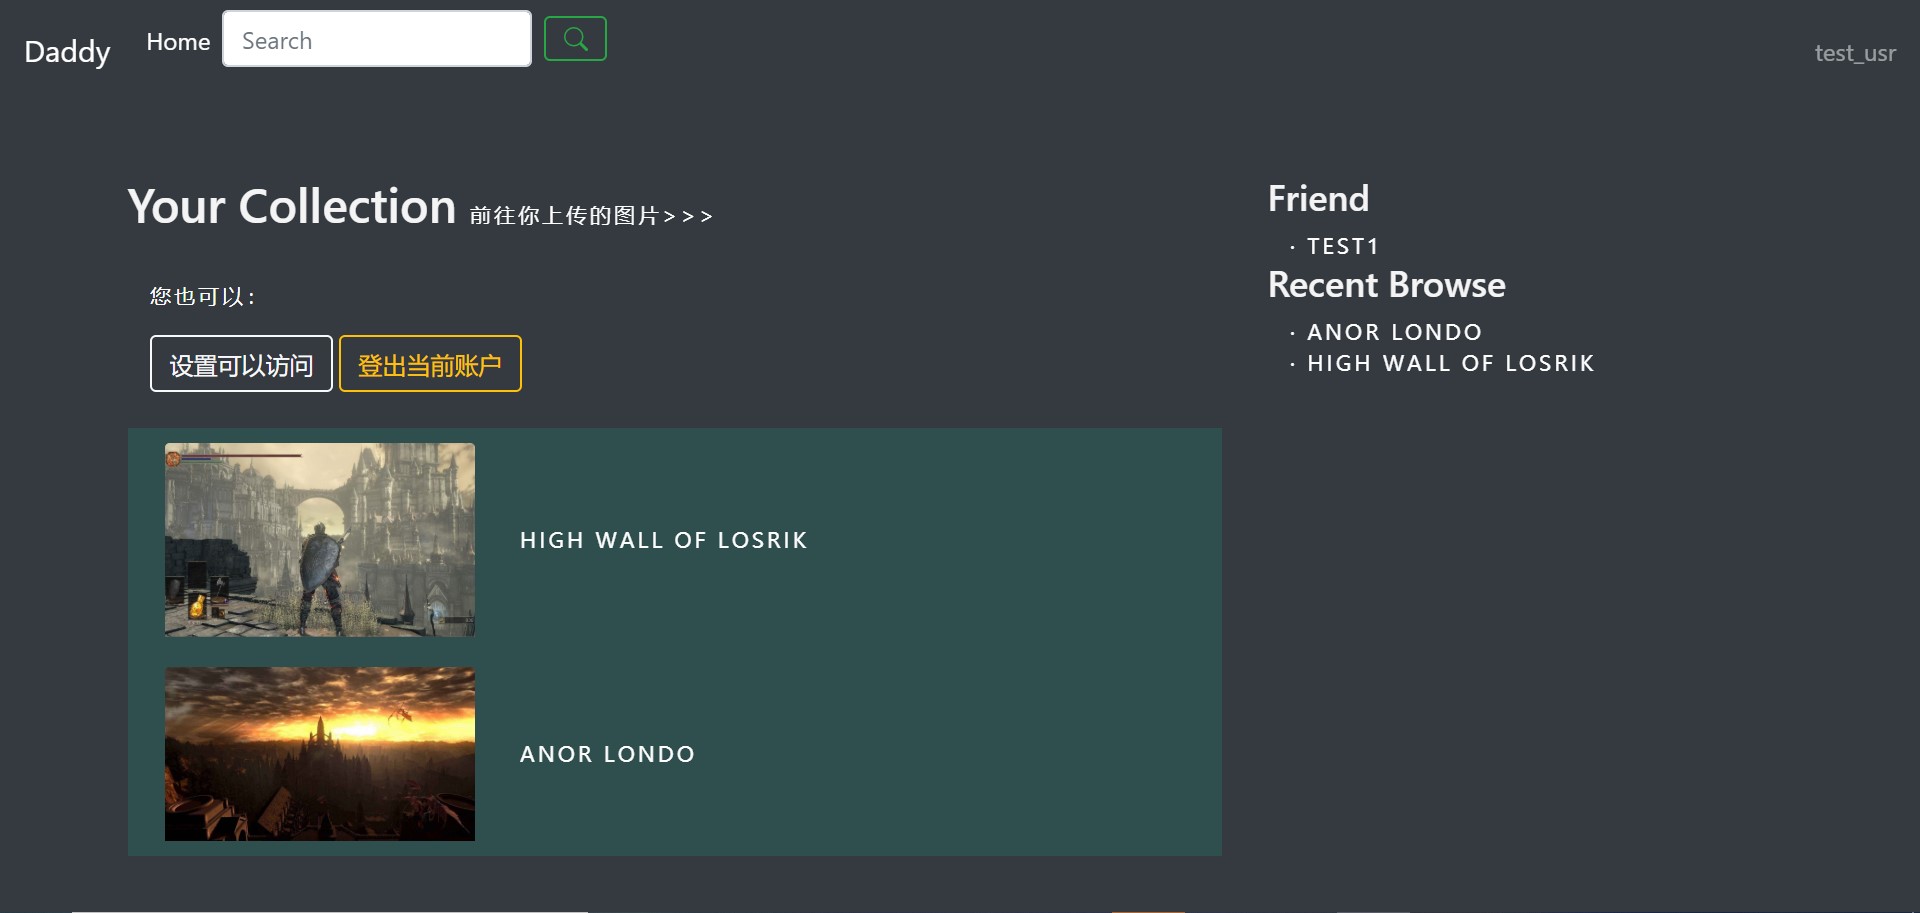 Daddy Home Search test_usr
Your Collection 前往你上传的图片>>>
您也可以:
设置可以访问 登出当前账户
HIGH WALL OF LOSRIK
ANOR LONDO
Friend
· TEST1
Recent Browse
· ANOR LONDO
· HIGH WALL OF LOSRIK